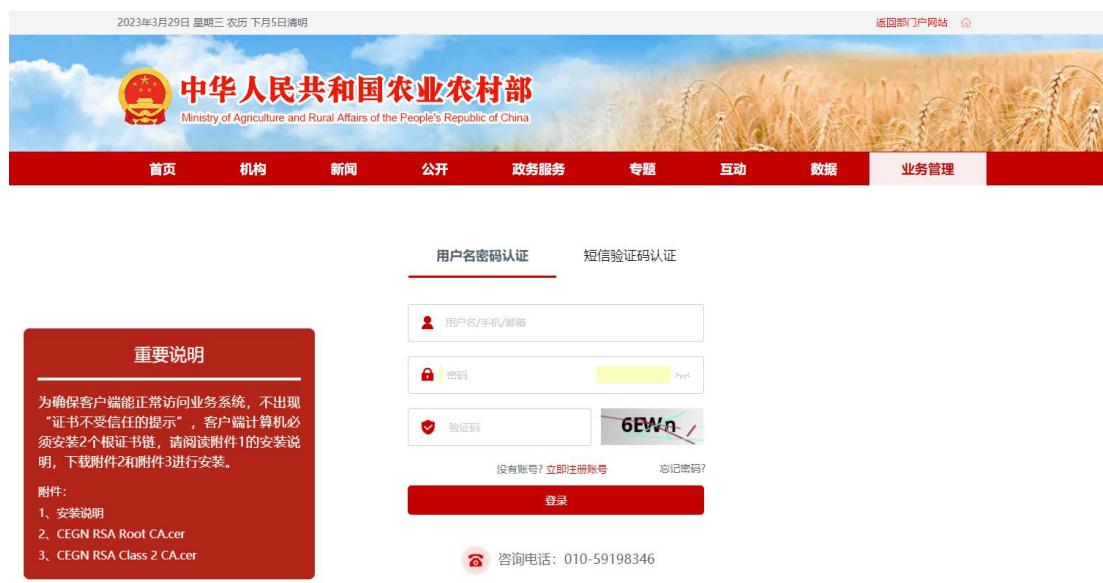 2023年3月29日 星期三 农历 下月5日清明
返回部门户网站
中华人民共和国农业农村部
Ministry of Agriculture and Rural Affairs of the People's Republic of China
首页 机构 新闻 公开 政务服务 专题 互动 数据 业务管理
用户名密码认证 短信验证码认证
用户名/手机/邮箱
密码
验证码 6EWn
没有账号? 立即注册账号 忘记密码?
登录
咨询电话：010-59198346
重要说明
为确保客户端能正常访问业务系统，不出现
“证书不受信任的提示”，客户端计算机必
须安装2个根证书链，请阅读附件1的安装说
明，下载附件2和附件3进行安装。
附件：
1、安装说明
2、CEGN RSA Root CA.cer
3、CEGN RSA Class 2 CA.cer